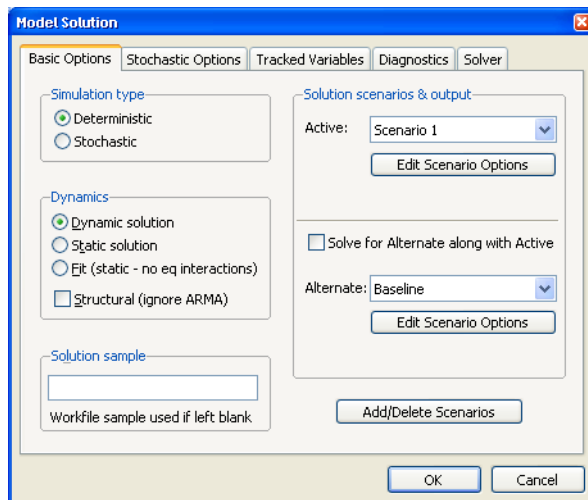 Model Solution
Basic Options Stochastic Options Tracked Variables Diagnostics Solver
Simulation type
Deterministic
Stochastic
Dynamics
Dynamic solution
Static solution
Fit (static - no eq interactions)
Structural (ignore ARMA)
Solution sample
Workfile sample used if left blank
Solution scenarios & output
Active: Scenario 1
Edit Scenario Options
Solve for Alternate along with Active
Alternate: Baseline
Edit Scenario Options
Add/Delete Scenarios
OK Cancel